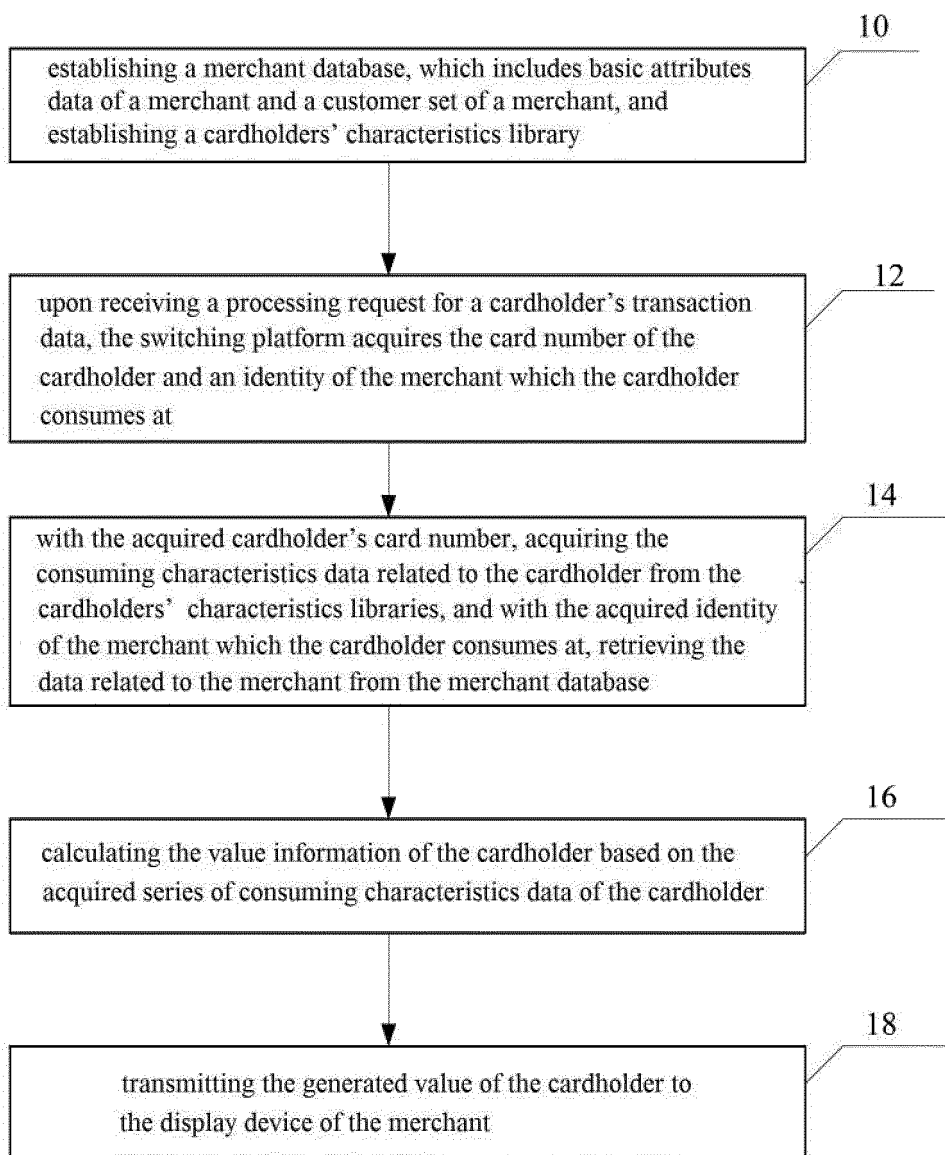 10
establishing a merchant database, which includes basic attributes
data of a merchant and a customer set of a merchant, and
establishing a cardholders’ characteristics library
12
upon receiving a processing request for a cardholder’s transaction
data, the switching platform acquires the card number of the
cardholder and an identity of the merchant which the cardholder
consumes at
14
with the acquired cardholder’s card number, acquiring the
consuming characteristics data related to the cardholder from the
cardholders’ characteristics libraries, and with the acquired identity
of the merchant which the cardholder consumes at, retrieving the
data related to the merchant from the merchant database
16
calculating the value information of the cardholder based on the
acquired series of consuming characteristics data of the cardholder
18
transmitting the generated value of the cardholder to
the display device of the merchant